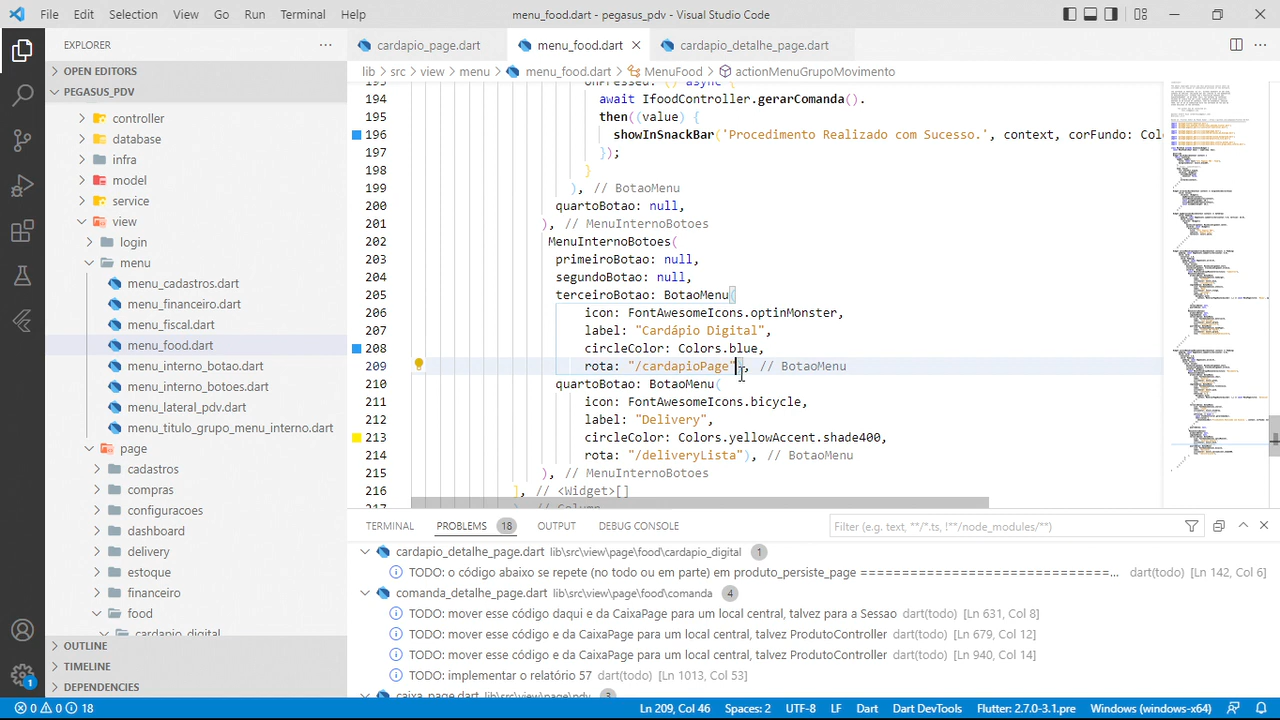 File Edit Selection View Go Run Terminal Help
menu_food.dart - pegasus_pdv - Visual Studio Code
EXPLORER
OPEN EDITORS
PEGASUS_PDV
controller
database
infra
model
service
view
login
menu
menu_cadastros.dart
menu_financeiro.dart
menu_fiscal.dart
menu_food.dart
menu_interno_botao.dart
menu_interno_botoes.dart
menu_lateral_pdv.dart
menu_titulo_grupo_menu_interno.dart
page
cadastros
compras
configuracoes
dashboard
delivery
estoque
financeiro
food
cardapio_digital
OUTLINE
TIMELINE
DEPENDENCIES
cardapio_page.dart
menu_food.dart
cardapio_detalhe_page.dart
lib > src > view > menu > menu_food.dart > MenuFood > actionMenuGrupoMovimento
193 onPressed: () async {
194 await IfoodController.gerarComanda().
195 then((value) {
196 showInSnackBar('Procedimento Realizado
197 });
198 }
199 ), // BotaoMenu
200 quartoBotao: null,
201 ), // MenuInternoBotoes
202 MenuInternoBotoes(
203 primeiroBotao: null,
204 segundoBotao: null,
205 terceiroBotao: BotaoMenu(
206 icon: FontAwesomeIcons.optinMonster,
207 label: "Cardápio Digital",
208 circleColor: Colors.blue,
209 rota: "/cardapioPage"), // BotaoMenu
210 quartoBotao: BotaoMenu(
211 icon: FontAwesomeIcons.bicycle,
212 label: "Delivery",
213 circleColor: Colors.yellowAccent.shade400,
214 rota: "/deliveryLista"), // BotaoMenu
215 ), // MenuInternoBotoes
216 ], // <Widget>[]
217 ), // Column
TERMINAL PROBLEMS 18 OUTPUT DEBUG CONSOLE
Filter (e.g. text, **/*.ts, !**/node_modules/**)
cardapio_detalhe_page.dart lib\src\view\page\food\cardapio_digital 1
TODO: o código abaixo se repete (no todo ou em parte) em produto_persiste_page ==============================... dart(todo) [Ln 142, Col 6]
comanda_detalhe_page.dart lib\src\view\page\food\comanda 4
TODO: mover esse código daqui e da CaixaPage para um local central, talvez para a Sessao dart(todo) [Ln 631, Col 8]
TODO: mover esse código e da CaixaPage para um local central, talvez ProdutoController dart(todo) [Ln 679, Col 12]
TODO: mover esse código e da CaixaPage para um local central, talvez ProdutoController dart(todo) [Ln 940, Col 14]
TODO: implementar o relatório 57 dart(todo) [Ln 1013, Col 53]
caixa_page.dart lib\src\view\page\pdv 3
1
0 0 18
Ln 209, Col 46 Spaces: 2 UTF-8 LF Dart Dart DevTools Flutter: 2.7.0-3.1.pre Windows (windows-x64)